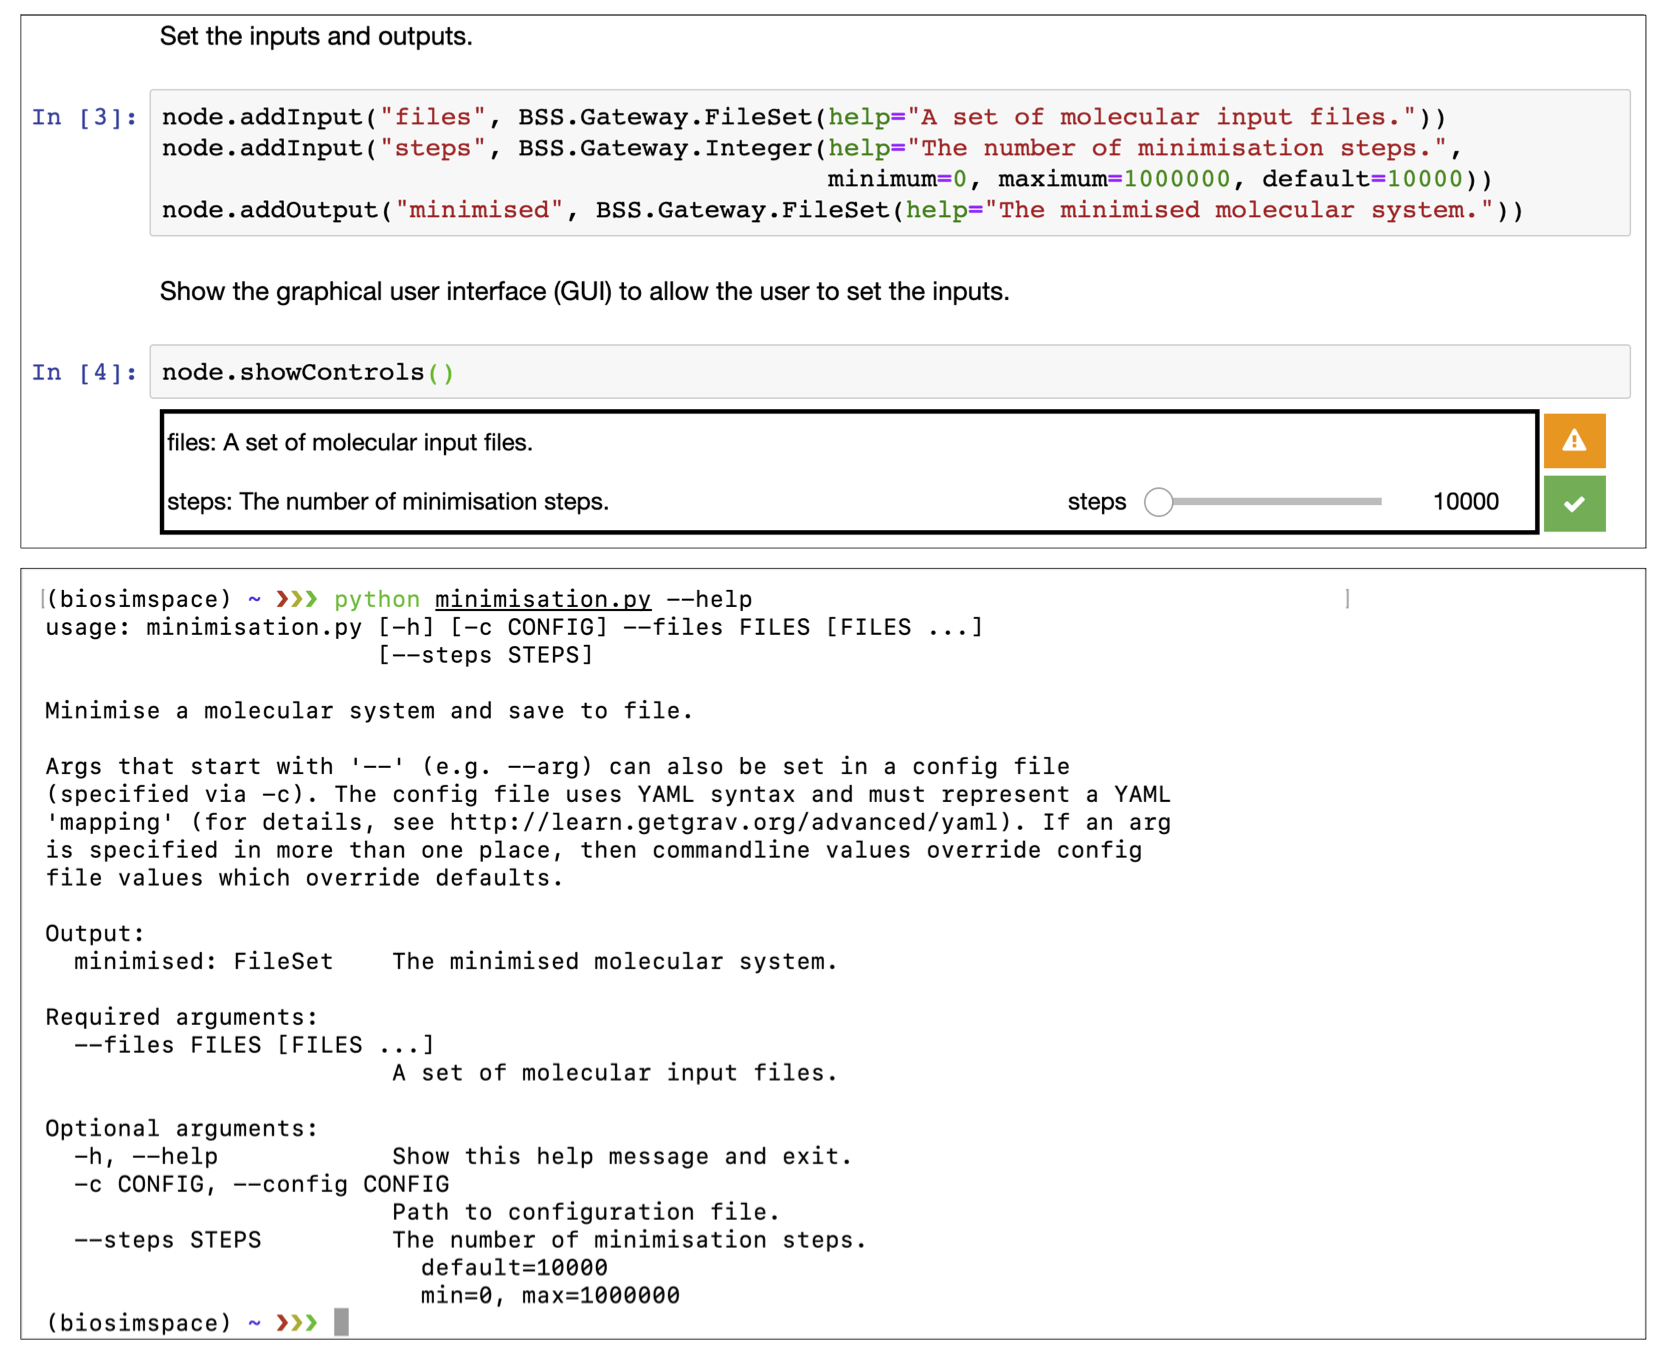 Set the inputs and outputs.
In [3]: node.addInput("files", BSS.Gateway.FileSet(help="A set of molecular input files."))
node.addInput("steps", BSS.Gateway.Integer(help="The number of minimisation steps.",
minimum=0, maximum=1000000, default=10000))
node.addOutput("minimised", BSS.Gateway.FileSet(help="The minimised molecular system."))
Show the graphical user interface (GUI) to allow the user to set the inputs.
In [4]: node.showControls()
files: A set of molecular input files.
steps: The number of minimisation steps. steps 10000
[(biosimspace) ~ ❯❯❯ python minimisation.py --help ]
usage: minimisation.py [-h] [-c CONFIG] --files FILES [FILES ...]
[--steps STEPS]
Minimise a molecular system and save to file.
Args that start with '--' (e.g. --arg) can also be set in a config file
(specified via -c). The config file uses YAML syntax and must represent a YAML
'mapping' (for details, see http://learn.getgrav.org/advanced/yaml). If an arg
is specified in more than one place, then commandline values override config
file values which override defaults.
Output:
minimised: FileSet The minimised molecular system.
Required arguments:
--files FILES [FILES ...]
A set of molecular input files.
Optional arguments:
-h, --help Show this help message and exit.
-c CONFIG, --config CONFIG
Path to configuration file.
--steps STEPS The number of minimisation steps.
default=10000
min=0, max=1000000
(biosimspace) ~ ❯❯❯